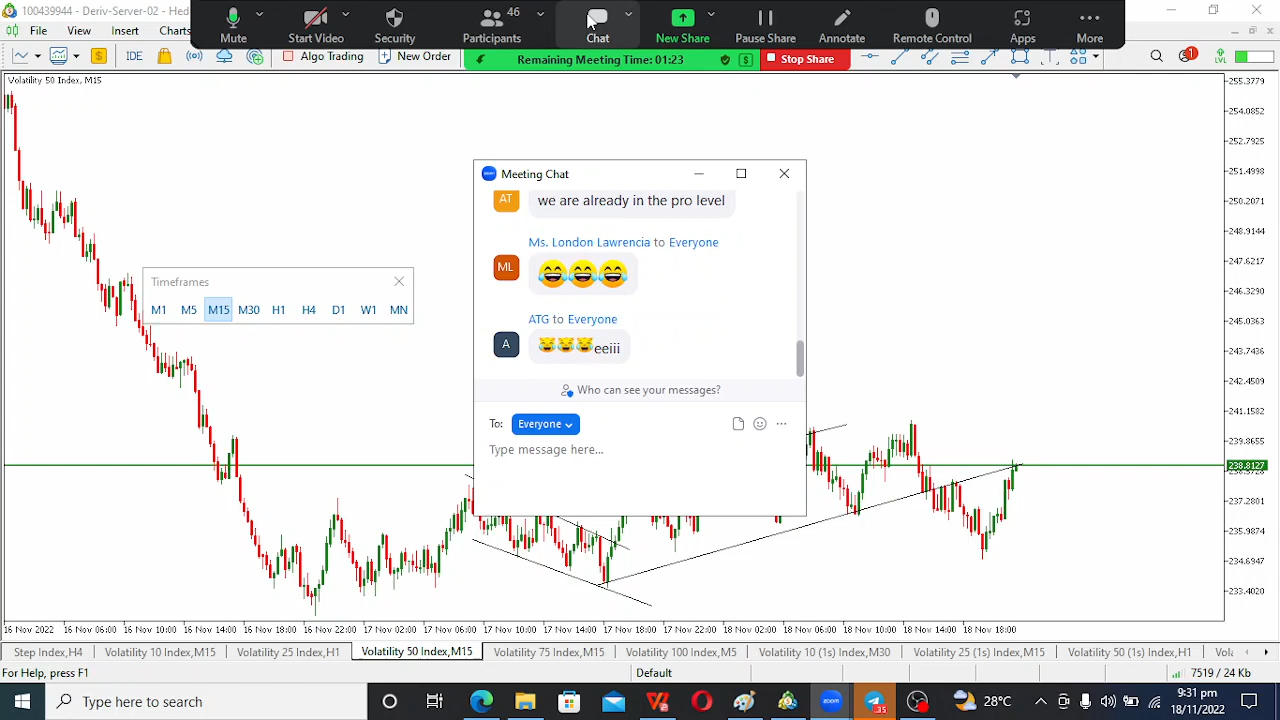 100439944 - Deriv-Server-02 - Hed
Mute
Start Video
Security
46
Participants
Chat
New Share
Pause Share
Annotate
Remote Control
Apps
More
File
View
Insert
Charts
Remaining Meeting Time: 01:23
Stop Share
IDE
Algo Trading
New Order
1
LVL
Volatility 50 Index, M15
255.3779
254.0852
252.7925
251.4998
250.2071
248.9144
247.6217
246.3290
245.0363
243.7436
242.4509
241.1582
239.8655
238.8127
237.2801
235.9874
234.6947
233.4020
Timeframes
M1 M5 M15 M30 H1 H4 D1 W1 MN
zoom
Meeting Chat
AT
we are already in the pro level
Ms. London Lawrencia to Everyone
ML
😂😂😂
ATG to Everyone
A
😹😹😹eeiii
Who can see your messages?
To: Everyone
Type message here...
16 Nov 2022 16 Nov 06:00 16 Nov 10:00 16 Nov 14:00 16 Nov 18:00 16 Nov 22:00 17 Nov 02:00 17 Nov 06:00 17 Nov 10:00 17 Nov 14:00 17 Nov 18:00 17 Nov 22:00 18 Nov 02:00 18 Nov 06:00 18 Nov 10:00 18 Nov 14:00 18 Nov 18:00
Step Index,H4 Volatility 10 Index,M15 Volatility 25 Index,H1 Volatility 50 Index,M15 Volatility 75 Index,M15 Volatility 100 Index,M5 Volatility 10 (1s) Index,M30 Volatility 25 (1s) Index,M15 Volatility 50 (1s) Index,H1 Vol
For Help, press F1
Default
7519 / 24 Kb
Type here to search
zoom
35
28°C
9:31 pm
18/11/2022